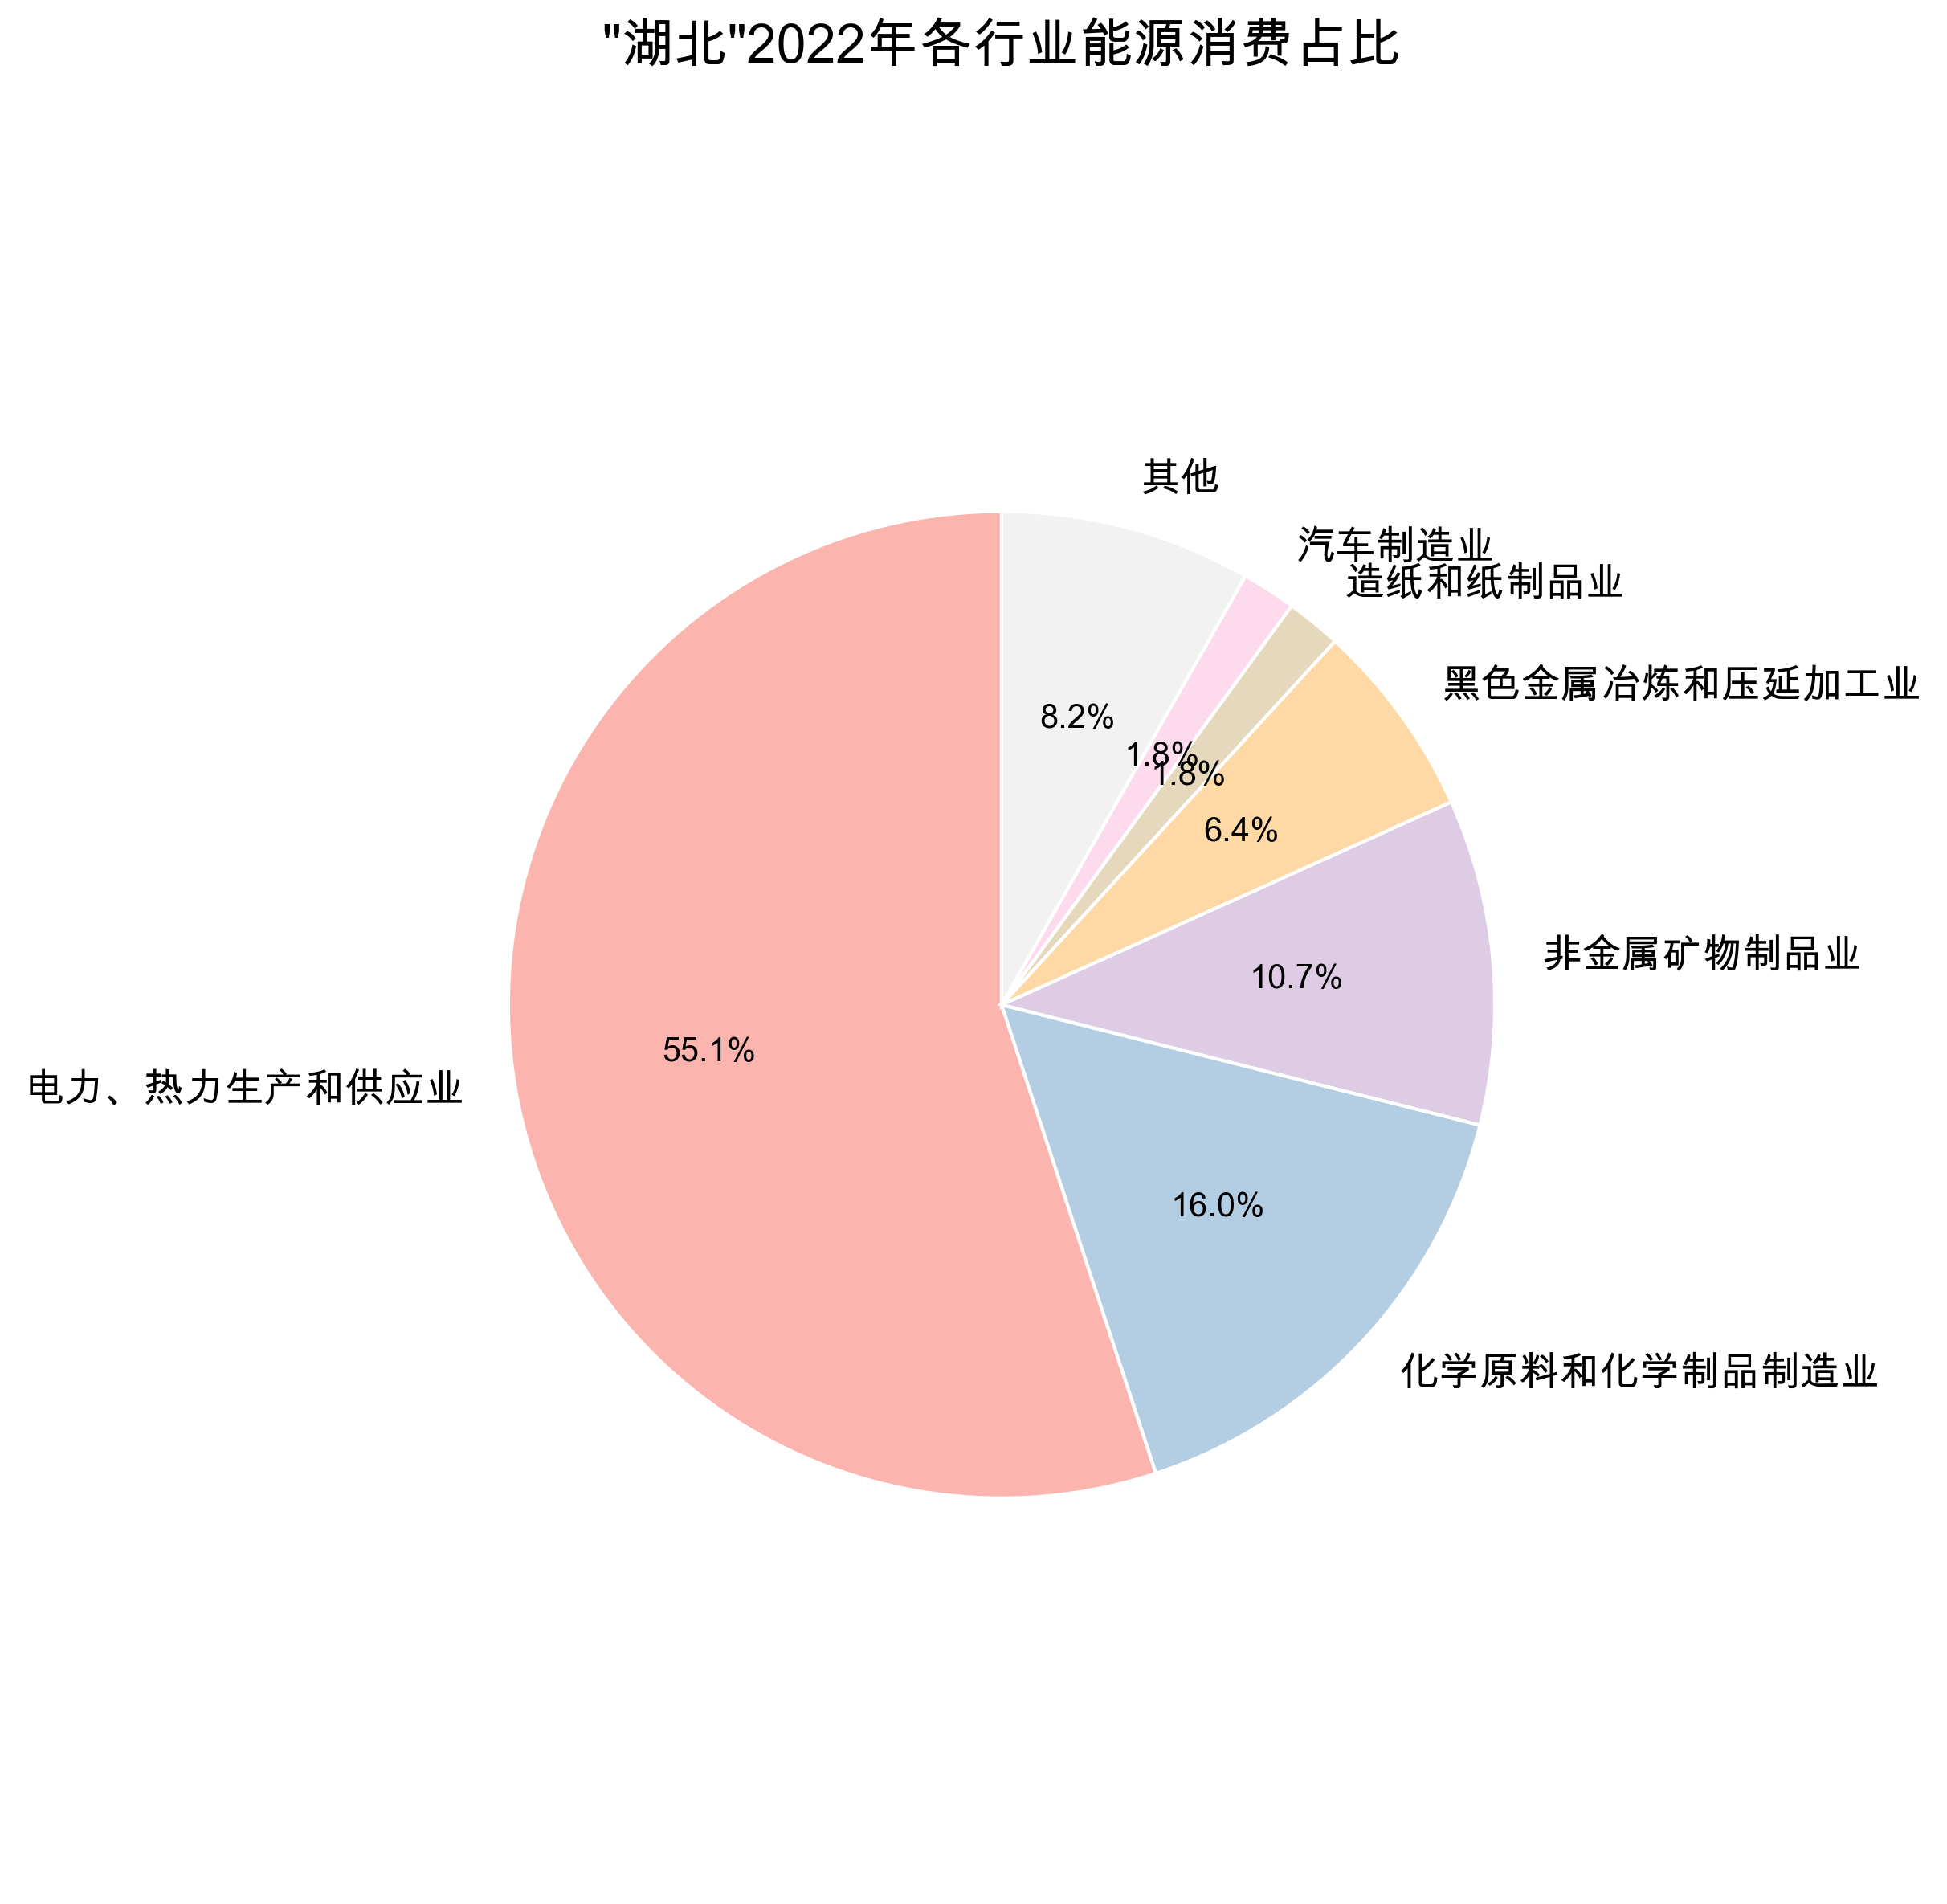 "湖北"2022年各行业能源消费占比
其他
汽车制造业
造纸和纸制品业
黑色金属冶炼和压延加工业
8.2%
1.8%
1.8%
6.4%
非金属矿物制品业
10.7%
55.1%
电力、热力生产和供应业
16.0%
化学原料和化学制品制造业